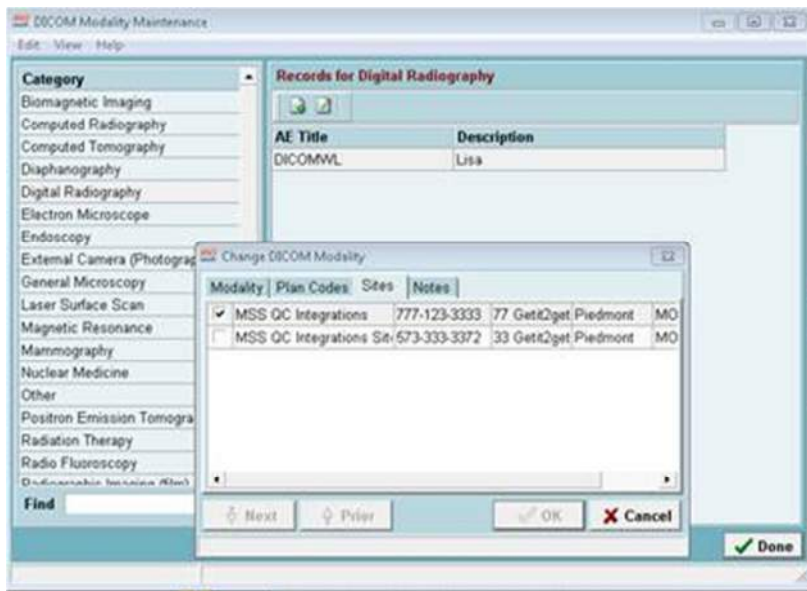 DICOM Modality Maintenance
Edit View Help
Category
Biomagnetic Imaging
Computed Radiography
Computed Tomography
Diaphanography
Digital Radiography
Electron Microscope
Endoscopy
External Camera (Photograp
General Microscopy
Laser Surface Scan
Magnetic Resonance
Mammography
Nuclear Medicine
Other
Positron Emission Tomogra
Radiation Therapy
Radio Fluoroscopy
Radiographic Imaging (film)
Find
Records for Digital Radiography
AE Title Description
DICOMWL Lisa
Change DICOM Modality
Modality Plan Codes Sites Notes
MSS QC Integrations 777-123-3333 77 Getit2get Piedmont MO
MSS QC Integrations Sit 573-333-3372 33 Getit2get Piedmont MO
Next Prior OK Cancel
Done